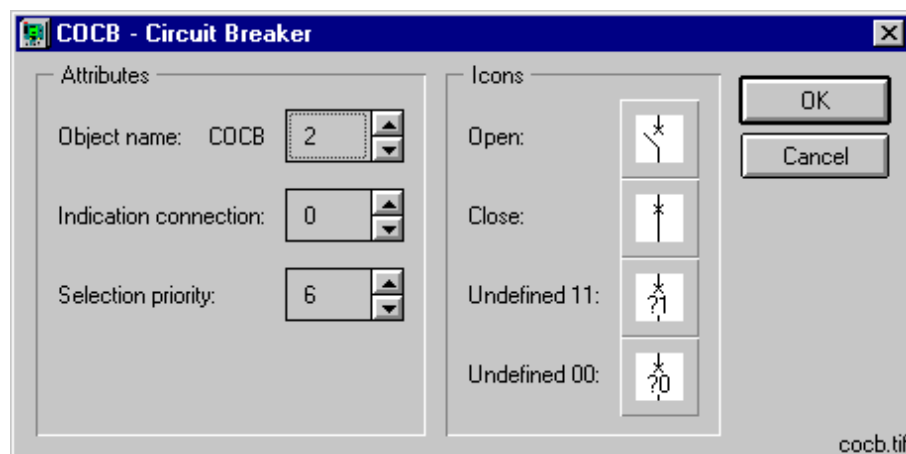 COCB - Circuit Breaker
Attributes
Object name: COCB 2
Indication connection: 0
Selection priority: 6
Icons
Open:
Close:
Undefined 11: ?1
Undefined 00: ?0
OK
Cancel
cocb.tif